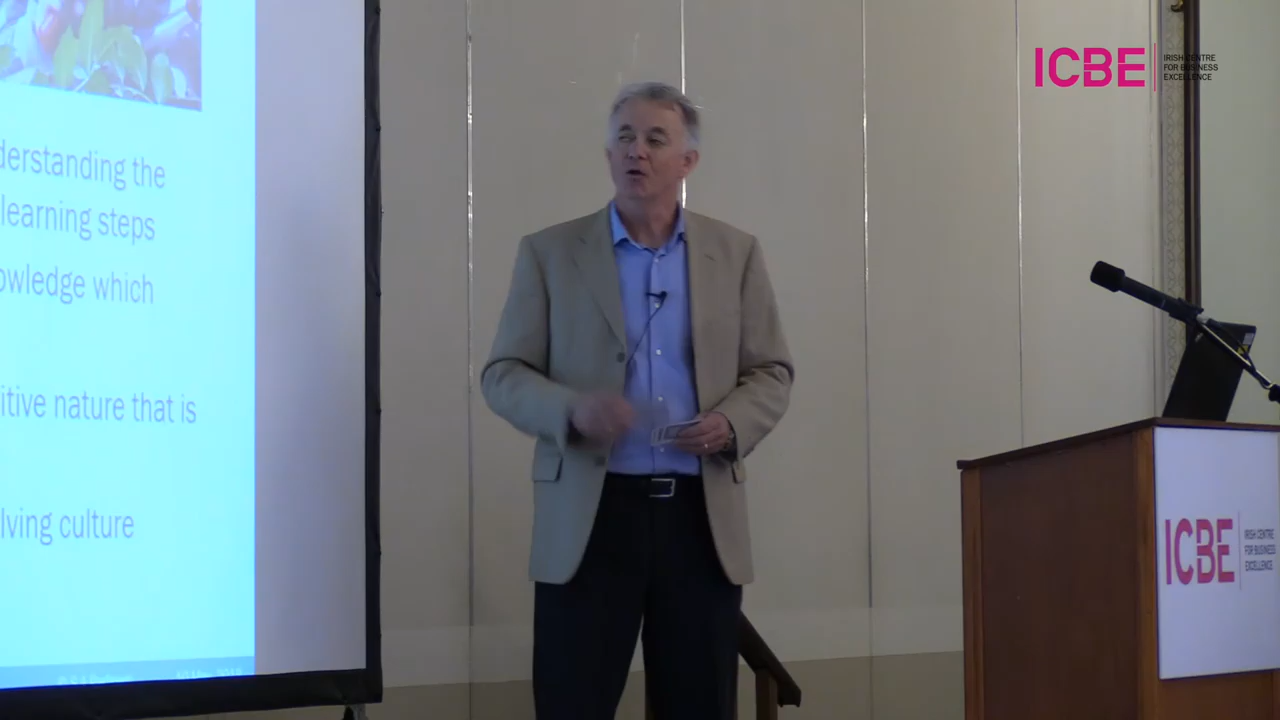 derstanding the
learning steps
owledge which
itive nature that is
lving culture
ICBE
IRISH CENTRE
FOR BUSINESS
EXCELLENCE
ICBE
IRISH CENTRE
FOR BUSINESS
EXCELLENCE